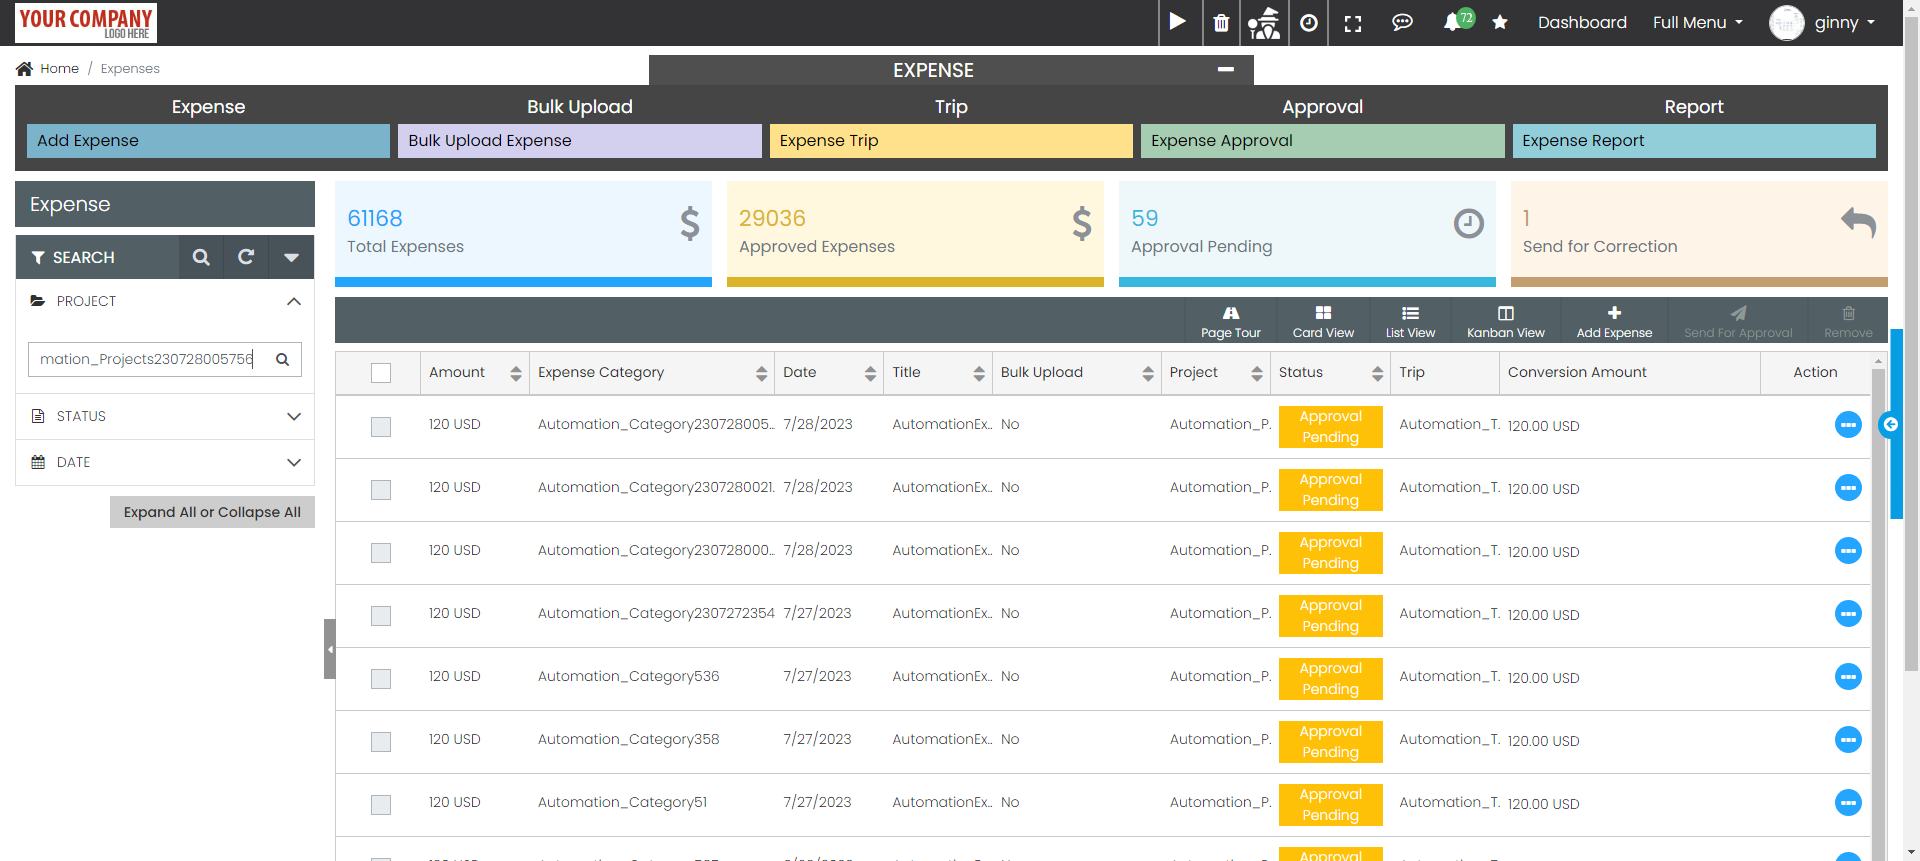 YOUR COMPANY
LOGO HERE
72
Dashboard
Full Menu
ginny
Home / Expenses
EXPENSE
Expense
Bulk Upload
Trip
Approval
Report
Add Expense
Bulk Upload Expense
Expense Trip
Expense Approval
Expense Report
Expense
SEARCH
PROJECT
mation_Projects230728005756
STATUS
DATE
Expand All or Collapse All
61168
Total Expenses
29036
Approved Expenses
59
Approval Pending
1
Send for Correction
Page Tour
Card View
List View
Kanban View
Add Expense
Send For Approval
Remove
Amount Expense Category Date Title Bulk Upload Project Status Trip Conversion Amount Action
120 USD Automation_Category230728005... 7/28/2023 AutomationEx... No Automation_P. Approval Pending Automation_T. 120.00 USD
120 USD Automation_Category2307280021. 7/28/2023 AutomationEx... No Automation_P. Approval Pending Automation_T. 120.00 USD
120 USD Automation_Category230728000... 7/28/2023 AutomationEx... No Automation_P. Approval Pending Automation_T. 120.00 USD
120 USD Automation_Category2307272354 7/27/2023 AutomationEx... No Automation_P. Approval Pending Automation_T. 120.00 USD
120 USD Automation_Category536 7/27/2023 AutomationEx... No Automation_P. Approval Pending Automation_T. 120.00 USD
120 USD Automation_Category358 7/27/2023 AutomationEx... No Automation_P. Approval Pending Automation_T. 120.00 USD
120 USD Automation_Category51 7/27/2023 AutomationEx... No Automation_P. Approval Pending Automation_T. 120.00 USD
Approval